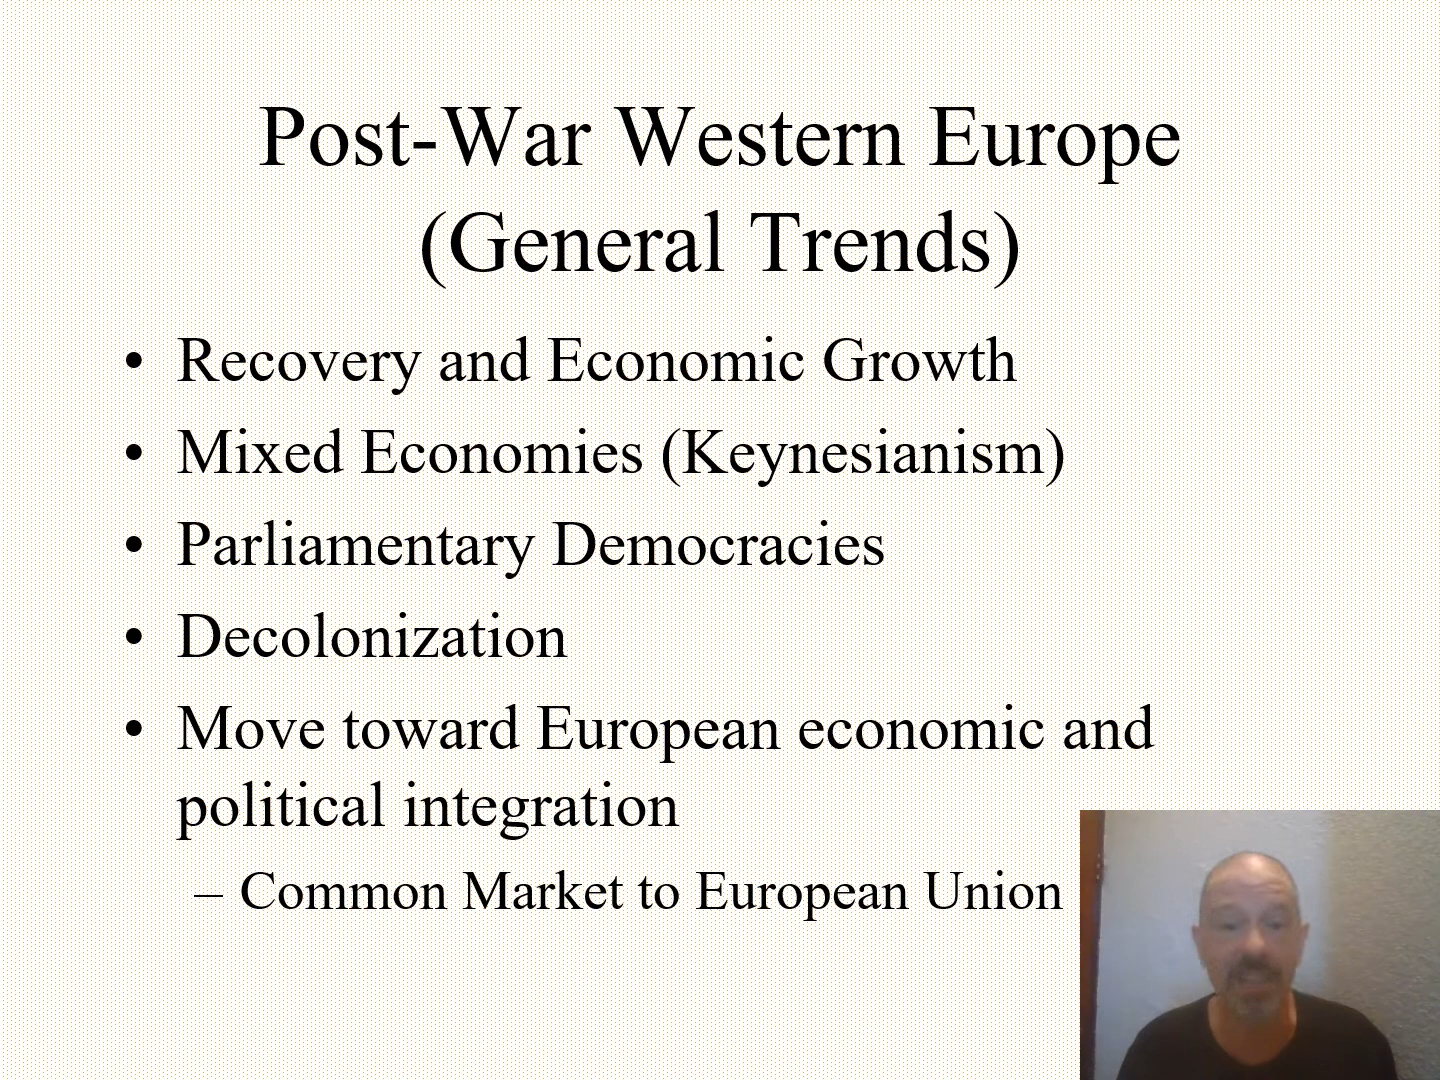 Post-War Western Europe
(General Trends)
• Recovery and Economic Growth
• Mixed Economies (Keynesianism)
• Parliamentary Democracies
• Decolonization
• Move toward European economic and
political integration
– Common Market to European Union